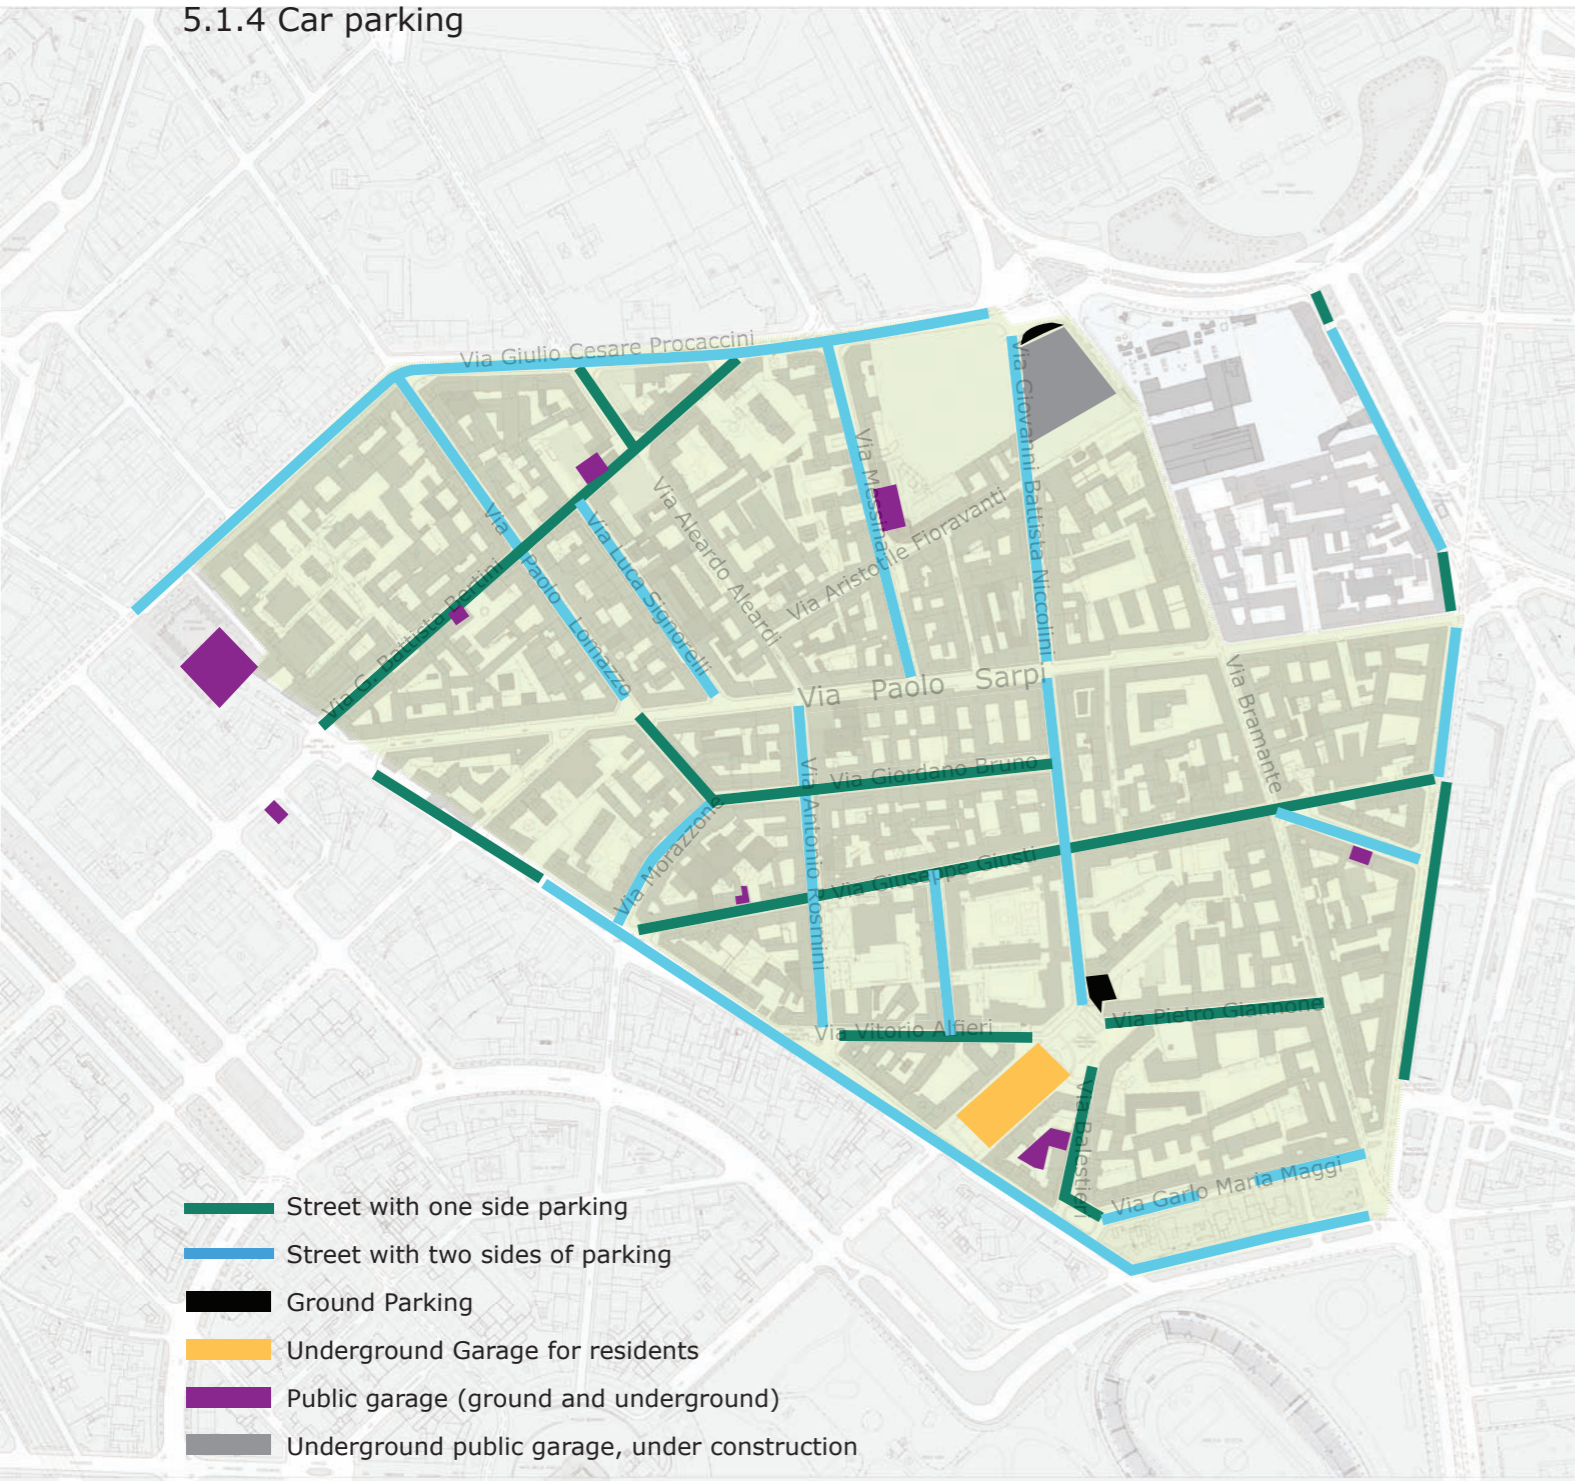 5.1.4 Car parking
Via Giulio Cesare Procaccini
Via Giovanni Battista Niccolini
Via Messina
Via Aristotile Fioravanti
Via Aleardo Aleardi
Via Luca Signorelli
Via Paolo Lomazzo
Via G. Battista Bertini
Via Paolo Sarpi
Via Bramante
Via Giordano Bruno
Via Antonio Rosmini
Via Morazzone
Via Giuseppe Giusti
Via Pietro Giannone
Via Vitorio Alfieri
Via Balestieri
Via Garlo Maria Maggi
Street with one side parking
Street with two sides of parking
Ground Parking
Underground Garage for residents
Public garage (ground and underground)
Underground public garage, under construction